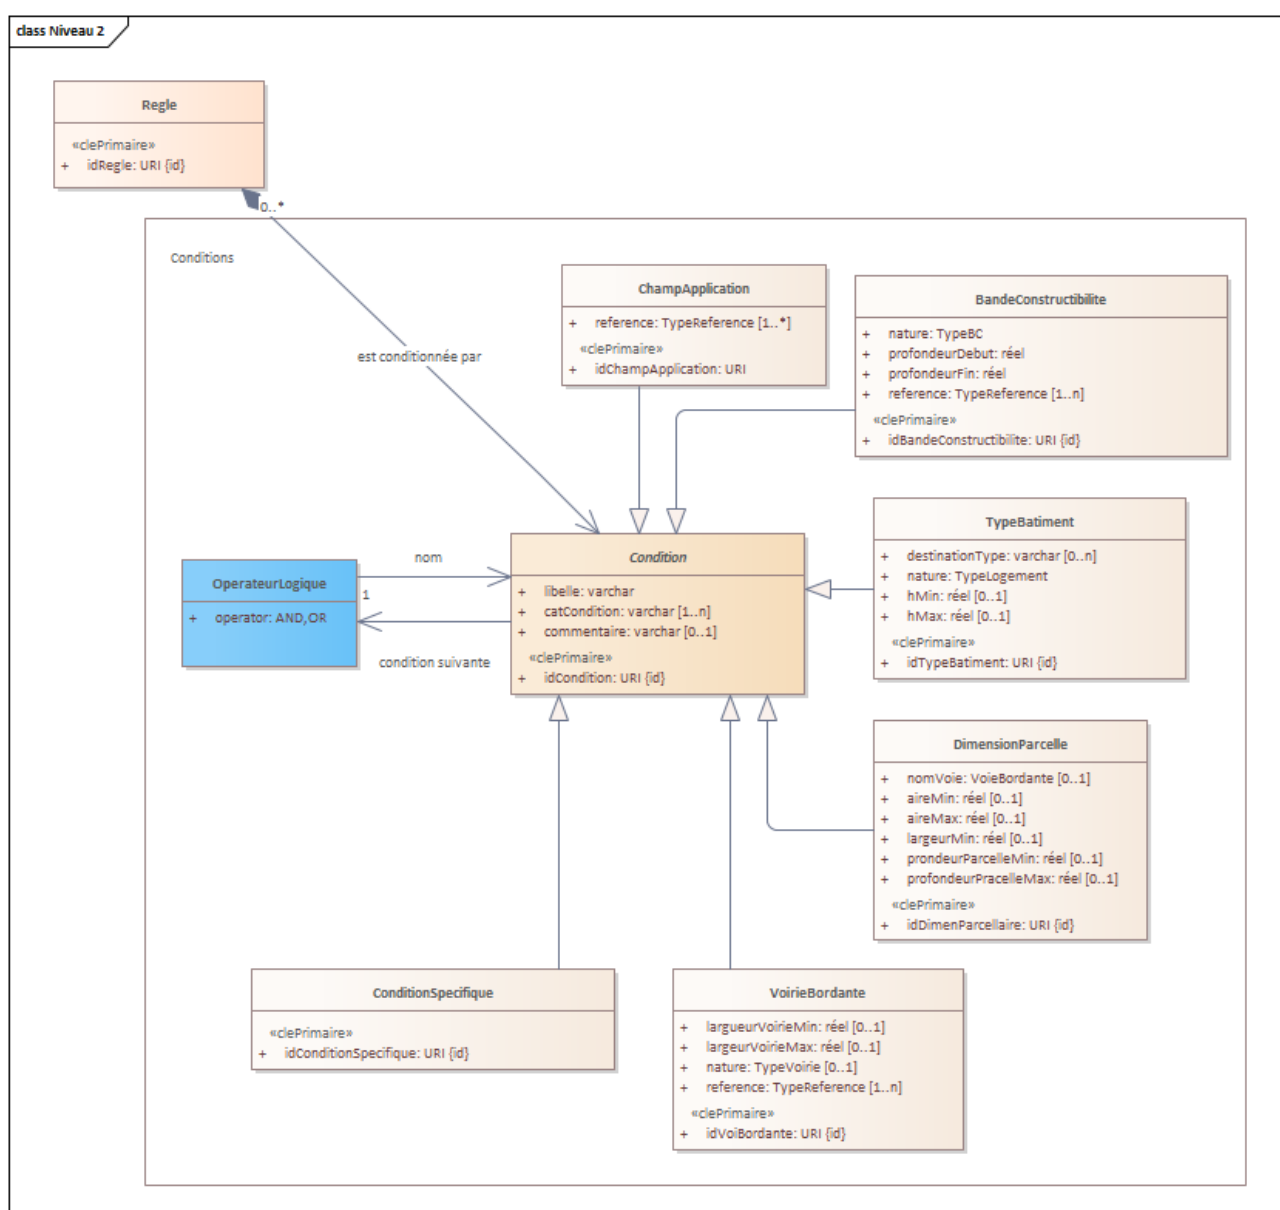 class Niveau 2
Regle
«clePrimaire»
+ idRegle: URI {id}
0..*
Conditions
est conditionnée par
ChampApplication
+ reference: TypeReference [1..*]
«clePrimaire»
+ idChampApplication: URI
BandeConstructibilite
+ nature: TypeBC
+ profondeurDebut: réel
+ profondeurFin: réel
+ reference: TypeReference [1..n]
«clePrimaire»
+ idBandeConstructibilite: URI {id}
TypeBatiment
+ destinationType: varchar [0..n]
+ nature: TypeLogement
+ hMin: réel [0..1]
+ hMax: réel [0..1]
«clePrimaire»
+ idTypeBatiment: URI {id}
OperateurLogique
+ operator: AND,OR
nom
1
condition suivante
Condition
+ libelle: varchar
+ catCondition: varchar [1..n]
+ commentaire: varchar [0..1]
«clePrimaire»
+ idCondition: URI {id}
DimensionParcelle
+ nomVoie: VoieBordante [0..1]
+ aireMin: réel [0..1]
+ aireMax: réel [0..1]
+ largeurMin: réel [0..1]
+ prondeurParcelleMin: réel [0..1]
+ profondeurPracelleMax: réel [0..1]
«clePrimaire»
+ idDimenParcellaire: URI {id}
ConditionSpecifique
«clePrimaire»
+ idConditionSpecifique: URI {id}
VoirieBordante
+ largueurVoirieMin: réel [0..1]
+ largeurVoirieMax: réel [0..1]
+ nature: TypeVoirie [0..1]
+ reference: TypeReference [1..n]
«clePrimaire»
+ idVoiBordante: URI {id}